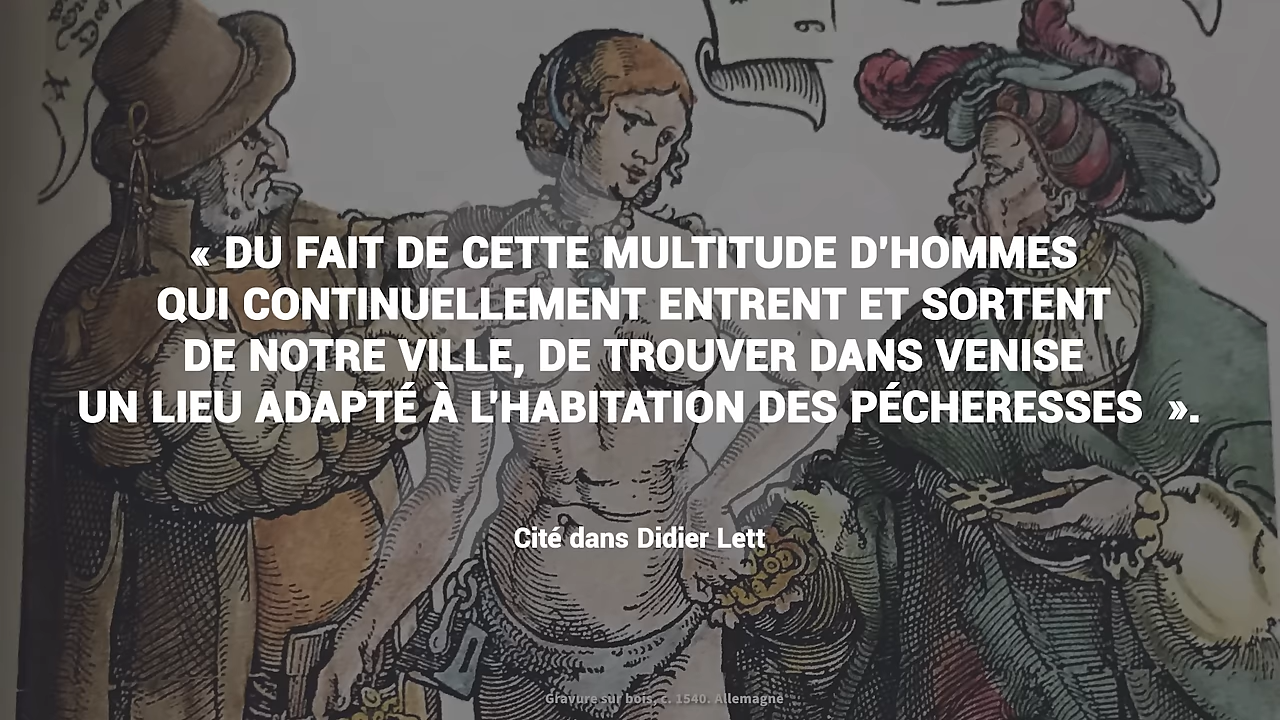 « DU FAIT DE CETTE MULTITUDE D'HOMMES
QUI CONTINUELLEMENT ENTRENT ET SORTENT
DE NOTRE VILLE, DE TROUVER DANS VENISE
UN LIEU ADAPTÉ À L'HABITATION DES PÉCHERESSES ».
Cité dans Didier Lett
Gravure sur bois, c. 1540. Allemagne